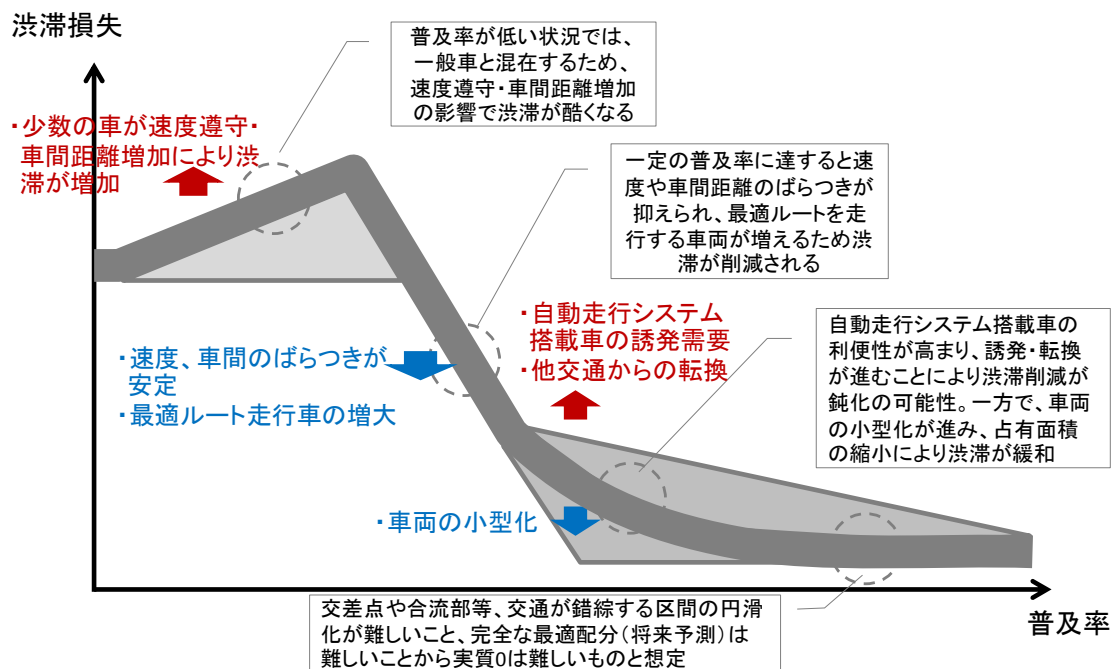 渋滞損失
普及率が低い状況では、
一般車と混在するため、
速度遵守・車間距離増加
の影響で渋滞が酷くなる
・少数の車が速度遵守・
車間距離増加により渋
滞が増加
一定の普及率に達すると速
度や車間距離のばらつきが
抑えられ、最適ルートを走
行する車両が増えるため渋
滞が削減される
・自動走行システム
搭載車の誘発需要
・他交通からの転換
自動走行システム搭載車の
利便性が高まり、誘発・転換
が進むことにより渋滞削減が
鈍化の可能性。一方で、車両
の小型化が進み、占有面積
の縮小により渋滞が緩和
・速度、車間のばらつきが
安定
・最適ルート走行車の増大
・車両の小型化
交差点や合流部等、交通が錯綜する区間の円滑
化が難しいこと、完全な最適配分（将来予測）は
難しいことから実質0は難しいものと想定
普及率